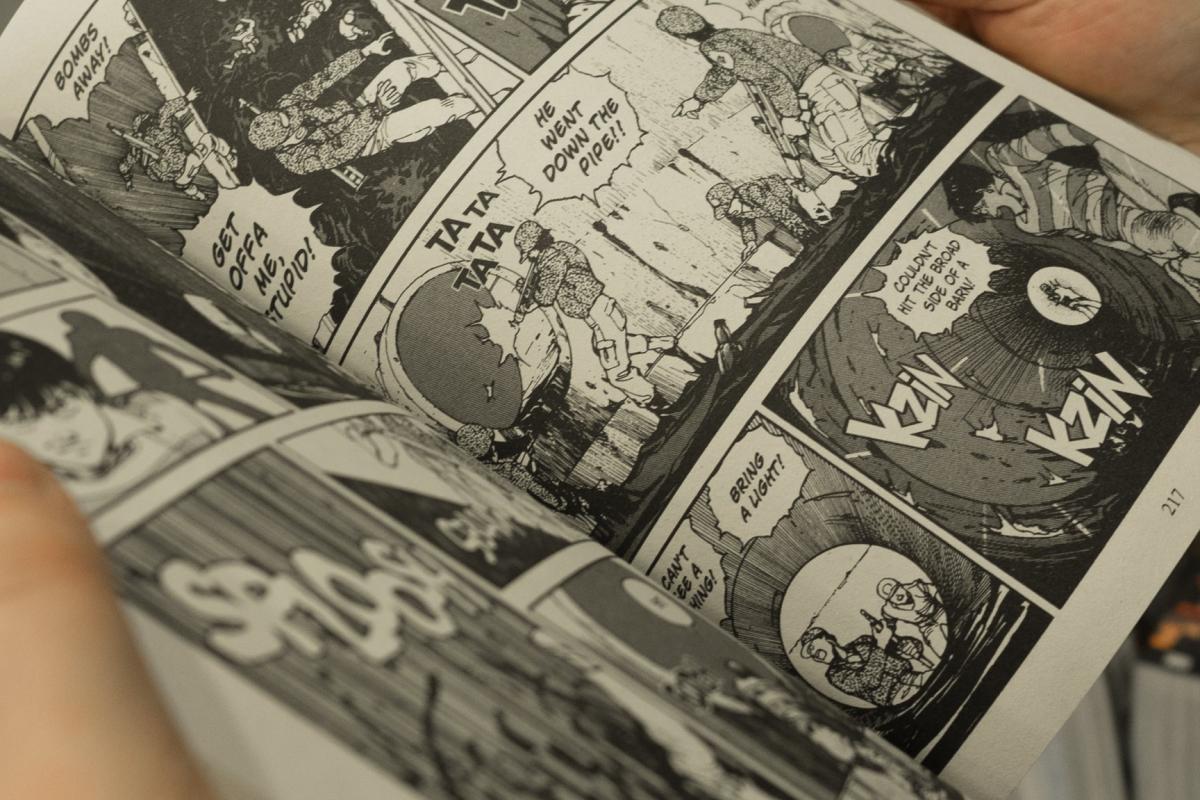 BOMBS
AWAY!
GET
OFFA
ME,
STUPID!
HE
WENT
DOWN THE
PIPE!!
TA TA
TA TA
TA
COULDN'T
HIT THE BROAD
SIDE OF A
BARN!
KZIN
KZIN
BRING
A LIGHT!
CAN'T
SEE A
217